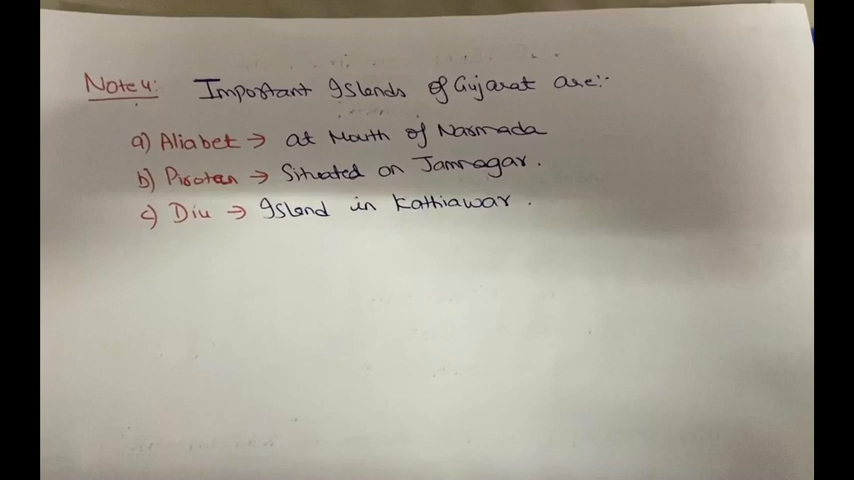 Note 4: Important Islands of Gujarat are:-
a) Aliabet → at Mouth of Narmada
b) Pirotan → Situated on Jamnagar.
c) Diu → Island in Kathiawar.